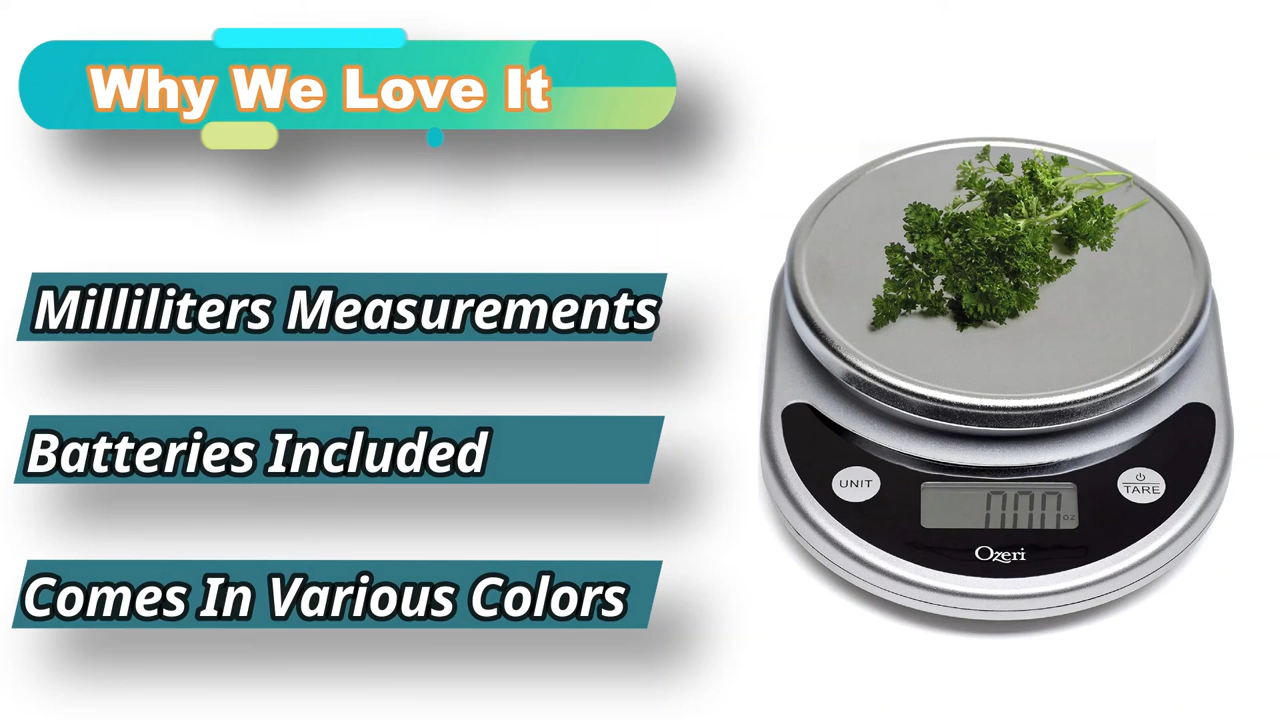 Why We Love It
Milliliters Measurements
Batteries Included
Comes In Various Colors
UNIT
TARE
0.00 oz
Ozeri